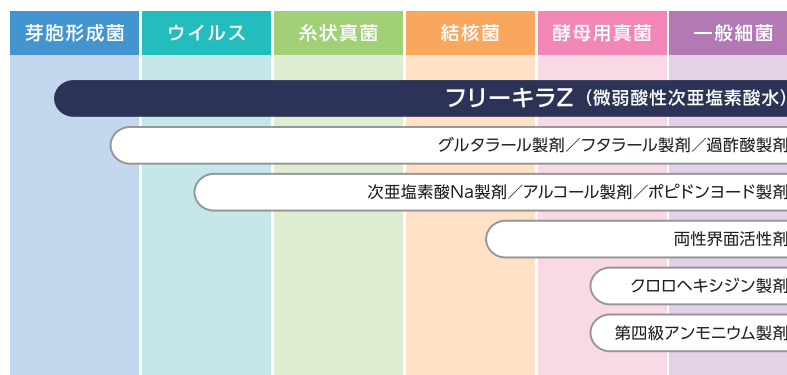 芽胞形成菌 ウイルス 糸状真菌 結核菌 酵母用真菌 一般細菌
フリーキラZ（微弱酸性次亜塩素酸水）
グルタラール製剤／フタラール製剤／過酢酸製剤
次亜塩素酸Na製剤／アルコール製剤／ポピドンヨード製剤
両性界面活性剤
クロロヘキシジン製剤
第四級アンモニウム製剤